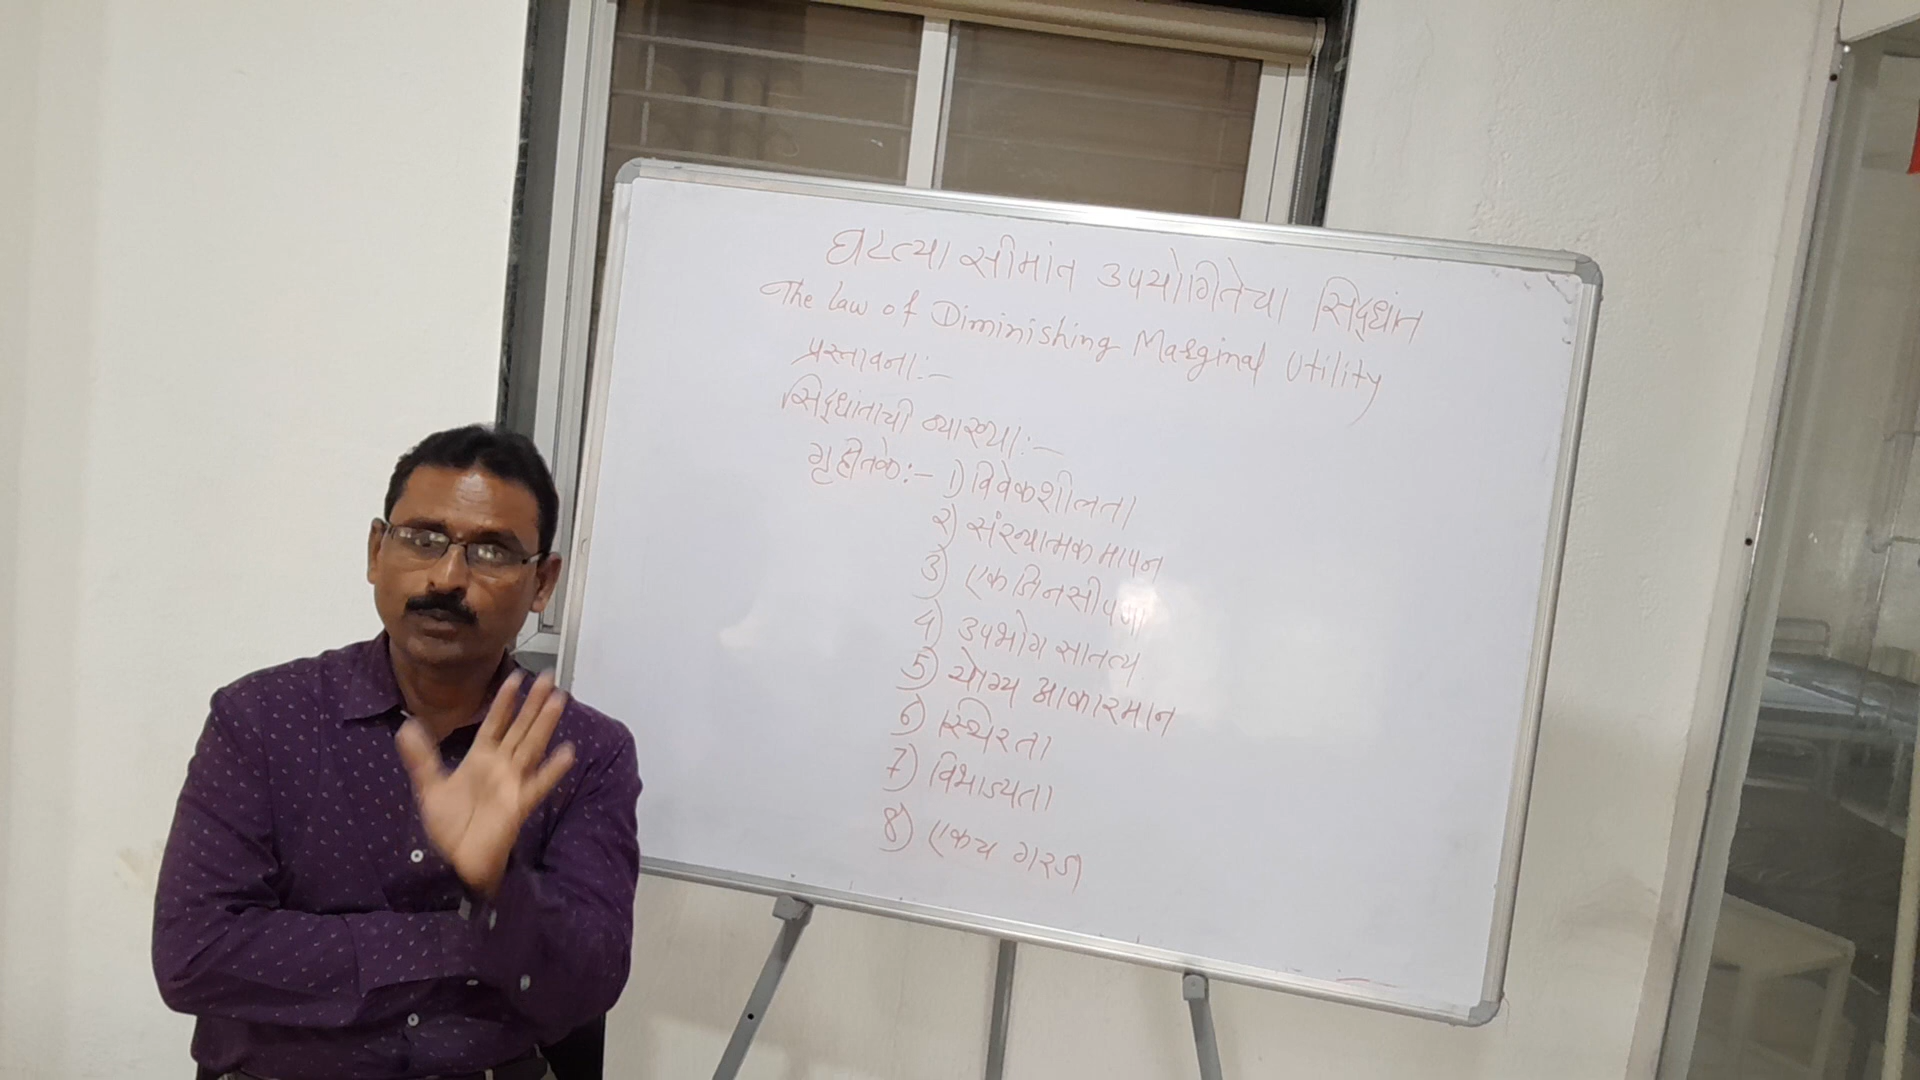 घटत्या सीमांत उपयोगितेचा सिद्धांत
The Law of Diminishing Marginal Utility
प्रस्तावना :-
सिद्धांताची व्याख्या :-
गृहीतके :- 1) विवेकशीलता
२) संख्यात्मक मापन
3) एकजिनसीपणा
4) उपभोग सातत्य
5) योग्य आकारमान
6) स्थिरता
7) विभाज्यता
8) एकच गरज